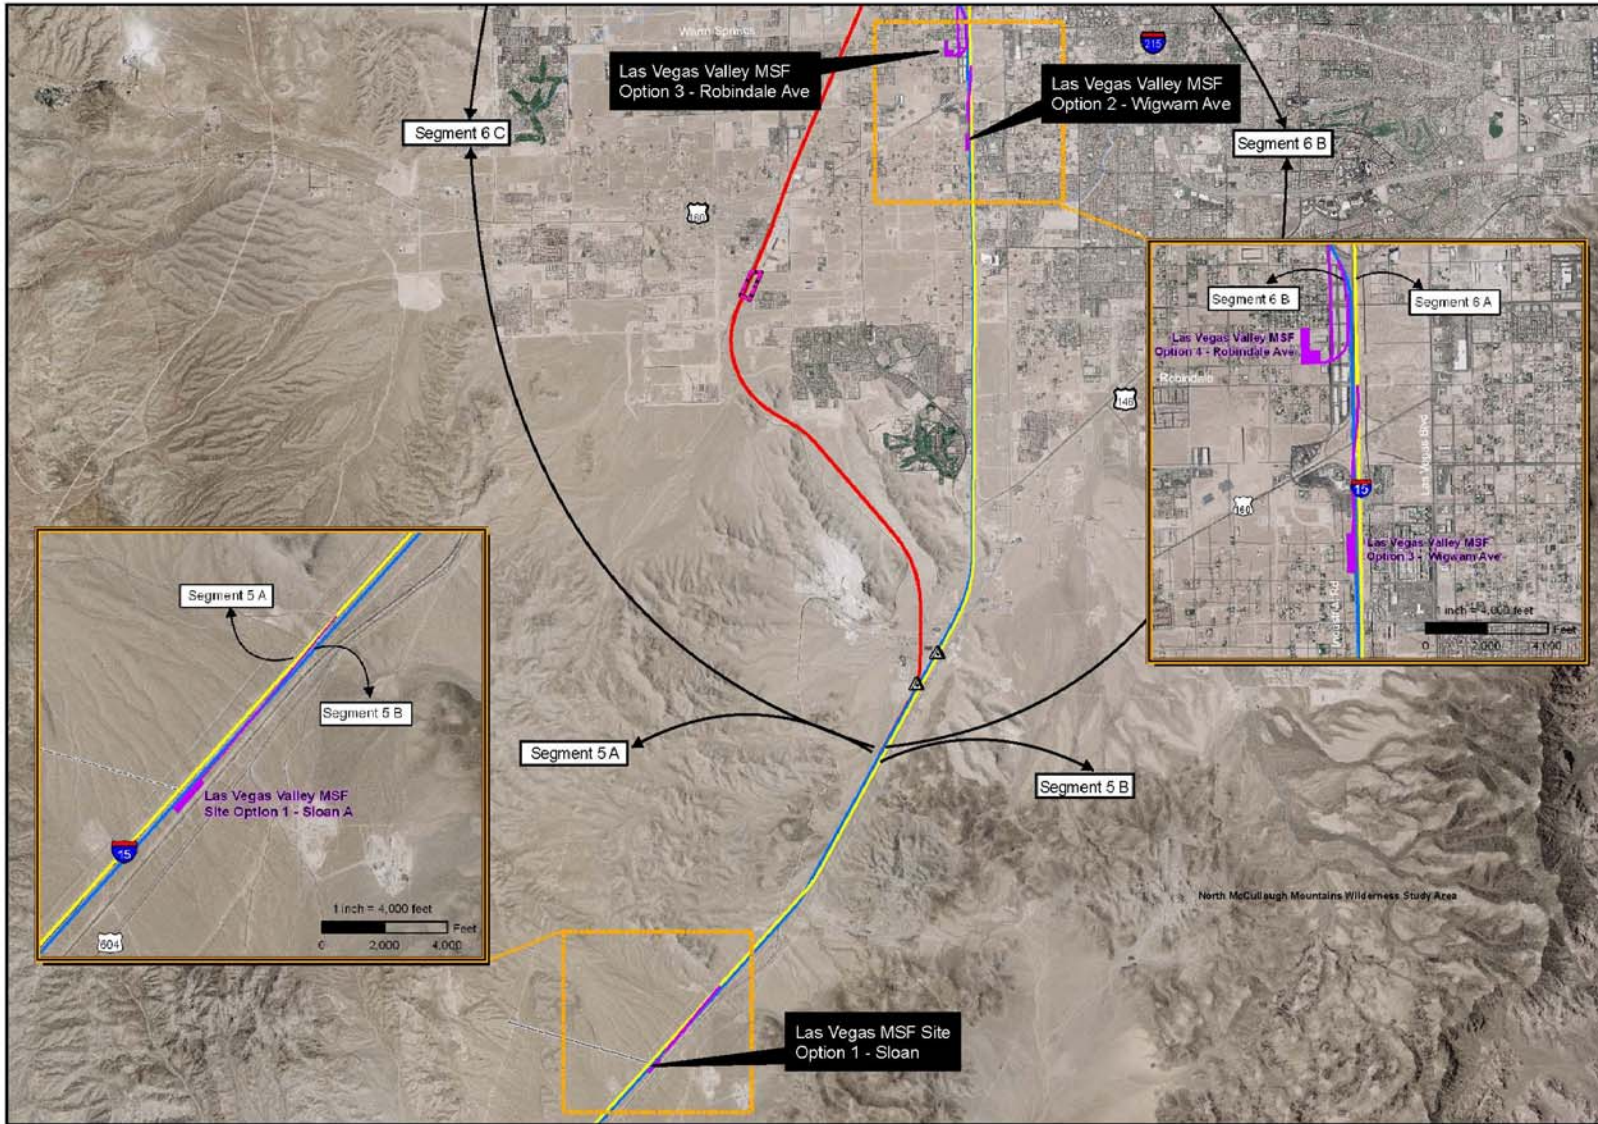 Warm Springs
215
Las Vegas Valley MSF
Option 3 - Robindale Ave
Las Vegas Valley MSF
Option 2 - Wigwam Ave
Segment 6 C
Segment 6 B
160
146
Segment 6 B
Segment 6 A
Las Vegas Valley MSF
Option 4 - Robindale Ave
Robindale
Las Vegas Blvd
15
160
Las Vegas Valley MSF
Option 3 - Wigwam Ave
Industrial Rd
1 inch = 4,000 feet
Feet
0 2,000 4,000
Segment 5 A
Segment 5 B
Las Vegas Valley MSF
Site Option 1 - Sloan A
15
1 inch = 4,000 feet
Feet
0 2,000 4,000
604
Segment 5 A
Segment 5 B
North McCullough Mountains Wilderness Study Area
Las Vegas MSF Site
Option 1 - Sloan